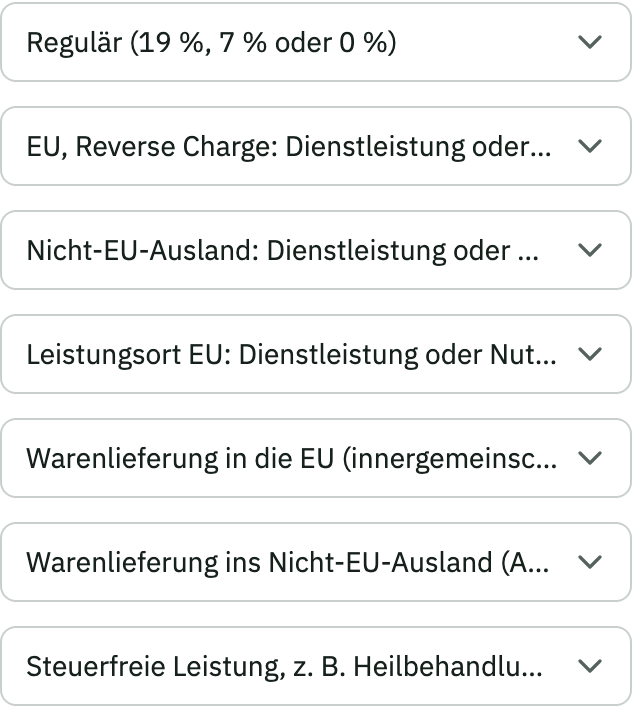 Regulär (19 %, 7 % oder 0 %)
EU, Reverse Charge: Dienstleistung oder...
Nicht-EU-Ausland: Dienstleistung oder ...
Leistungsort EU: Dienstleistung oder Nut...
Warenlieferung in die EU (innergemeinsc...
Warenlieferung ins Nicht-EU-Ausland (A...
Steuerfreie Leistung, z. B. Heilbehandlu...